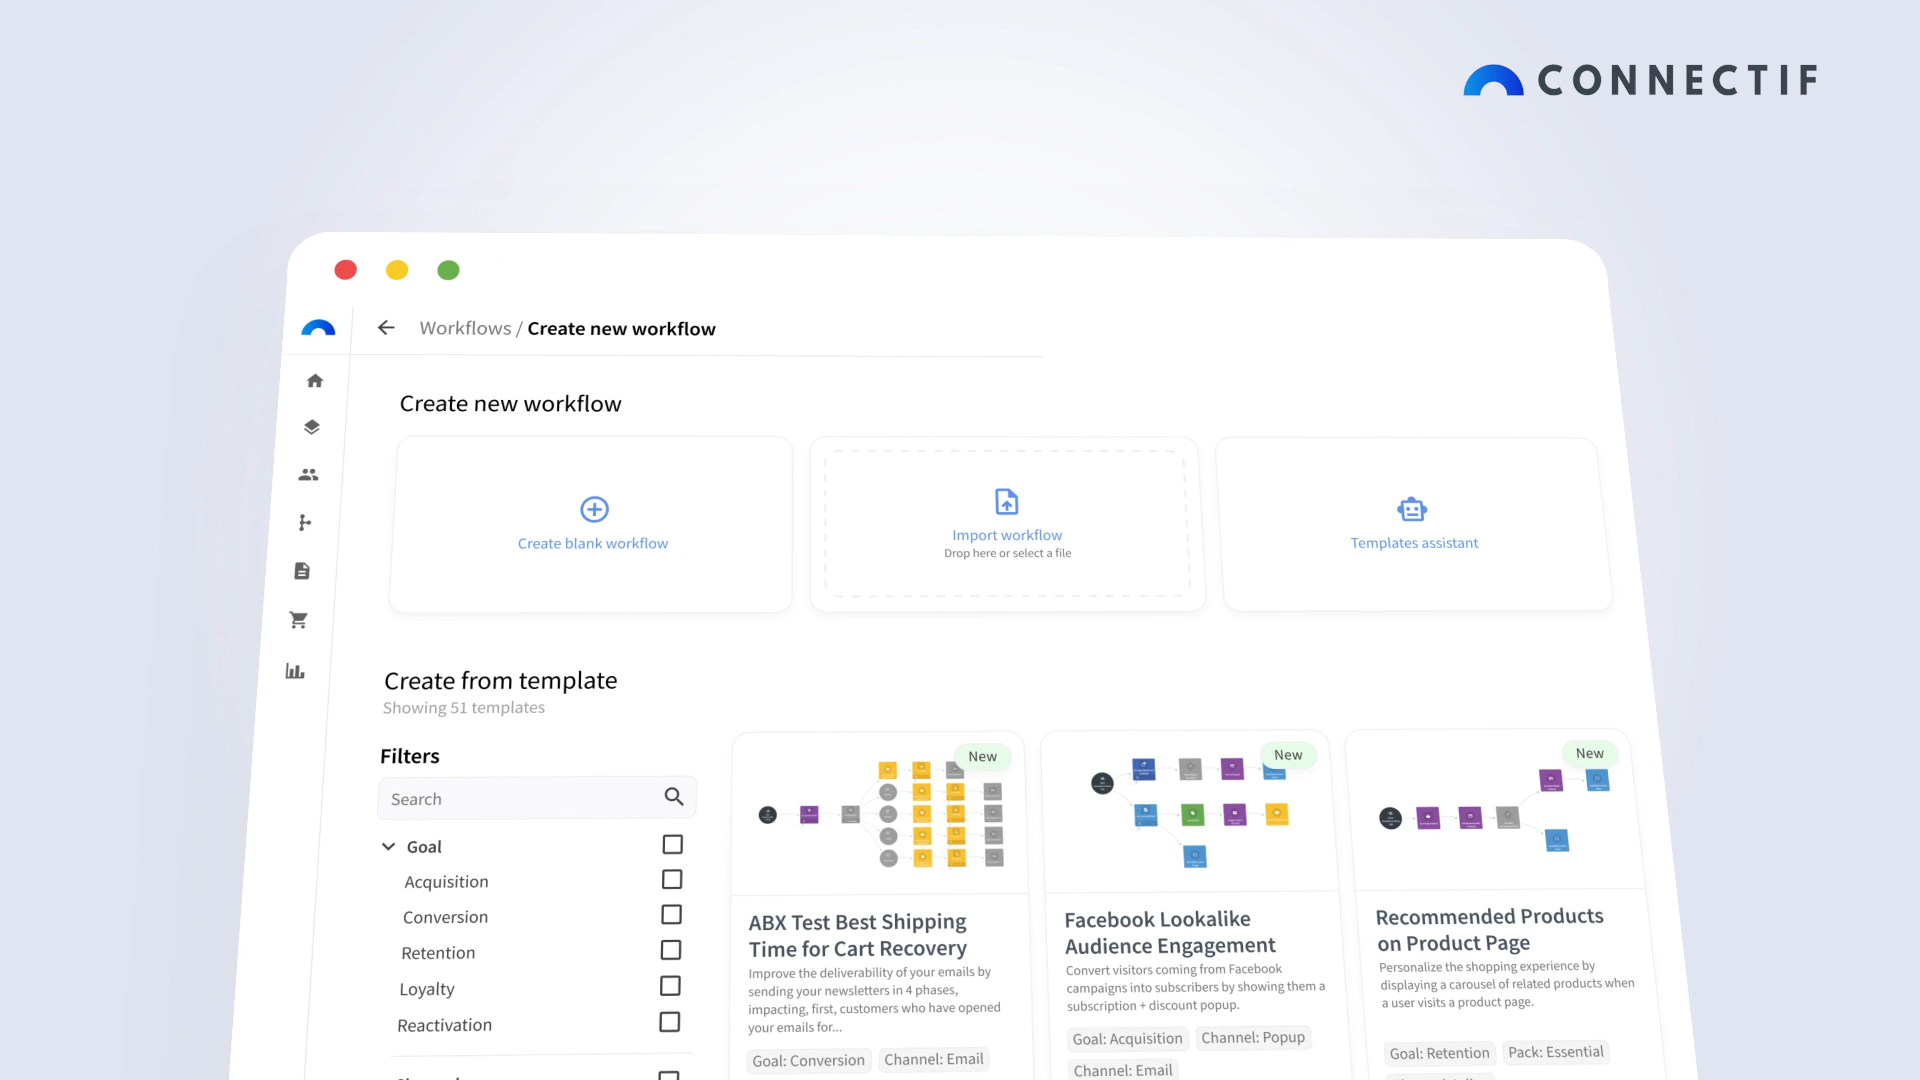 CONNECTIF
Workflows / Create new workflow
Create new workflow
Create blank workflow
Import workflow
Drop here or select a file
Templates assistant
Create from template
Showing 51 templates
Filters
Search
Goal
Acquisition
Conversion
Retention
Loyalty
Reactivation
New
ABX Test Best Shipping
Time for Cart Recovery
Improve the deliverability of your emails by
sending your newsletters in 4 phases,
impacting, first, customers who have opened
your emails for...
Goal: Conversion
Channel: Email
New
Facebook Lookalike
Audience Engagement
Convert visitors coming from Facebook
campaigns into subscribers by showing them a
subscription + discount popup.
Goal: Acquisition
Channel: Popup
Channel: Email
New
Recommended Products
on Product Page
Personalize the shopping experience by
displaying a carousel of related products when
a user visits a product page.
Goal: Retention
Pack: Essential